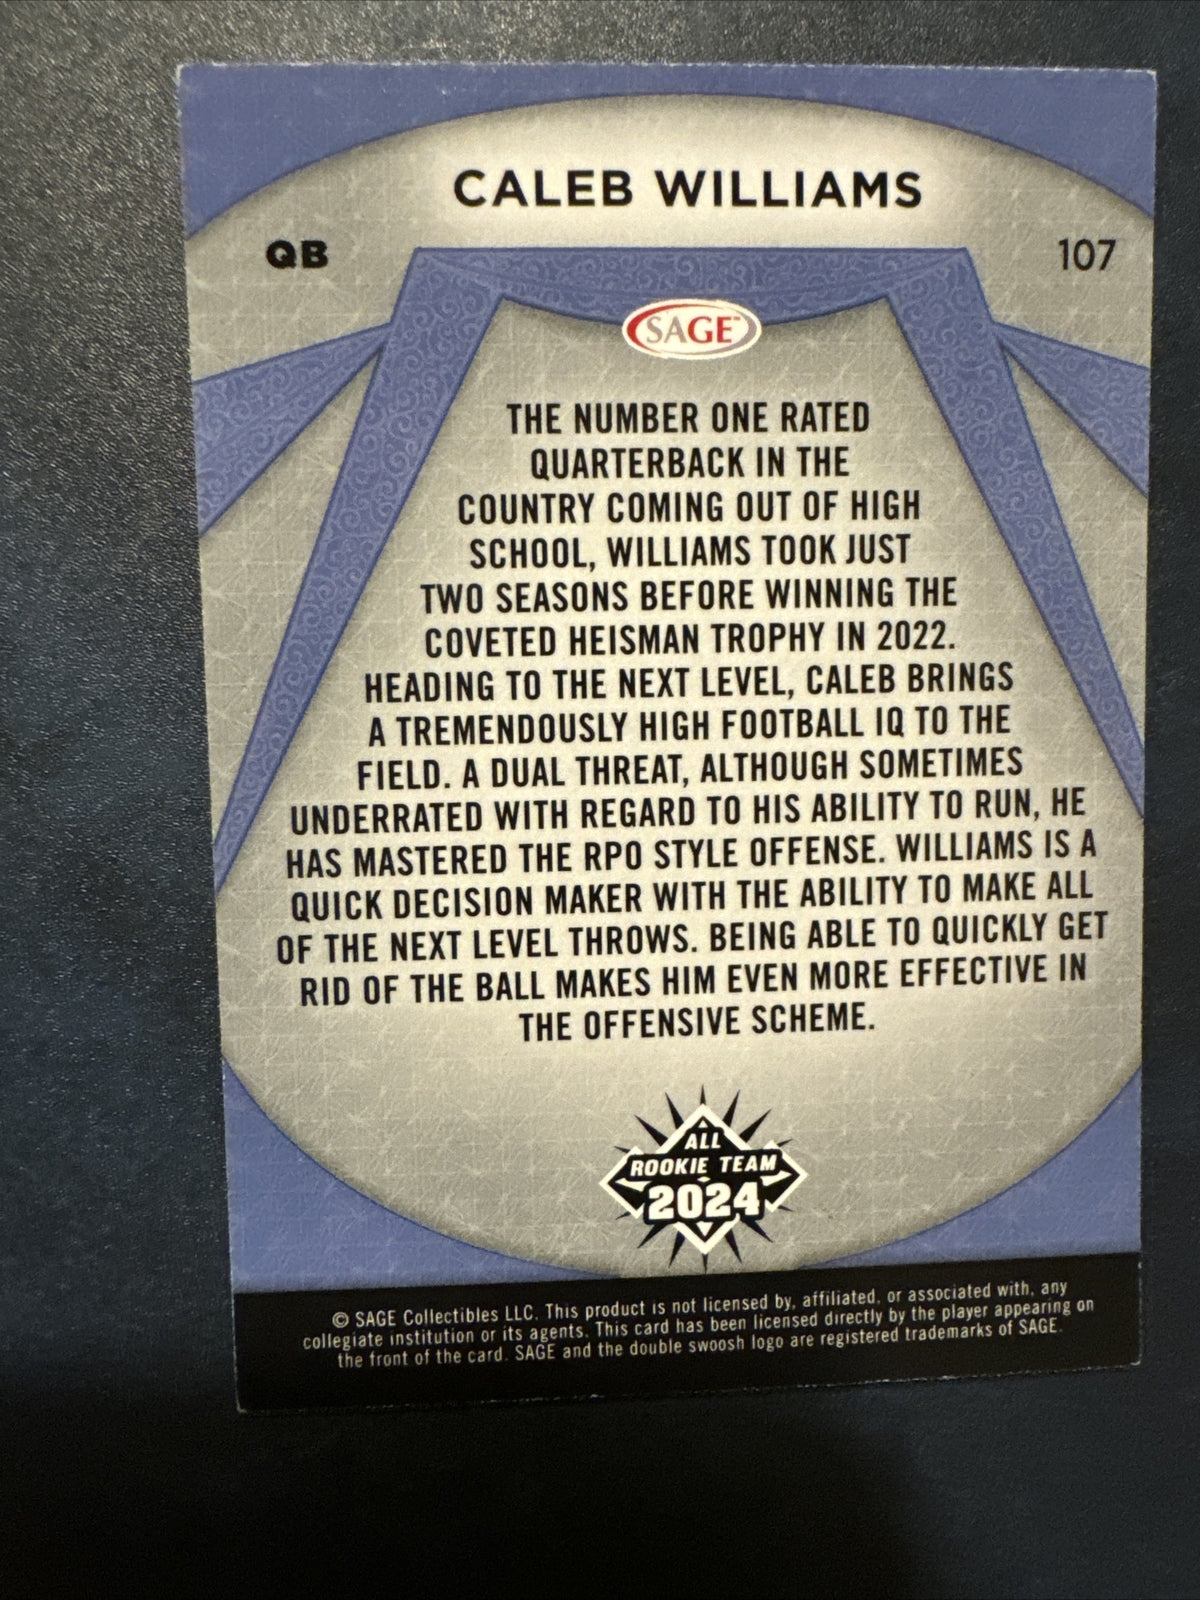 CALEB WILLIAMS
QB
107
SAGE™
THE NUMBER ONE RATED
QUARTERBACK IN THE
COUNTRY COMING OUT OF HIGH
SCHOOL, WILLIAMS TOOK JUST
TWO SEASONS BEFORE WINNING THE
COVETED HEISMAN TROPHY IN 2022.
HEADING TO THE NEXT LEVEL, CALEB BRINGS
A TREMENDOUSLY HIGH FOOTBALL IQ TO THE
FIELD. A DUAL THREAT, ALTHOUGH SOMETIMES
UNDERRATED WITH REGARD TO HIS ABILITY TO RUN, HE
HAS MASTERED THE RPO STYLE OFFENSE. WILLIAMS IS A
QUICK DECISION MAKER WITH THE ABILITY TO MAKE ALL
OF THE NEXT LEVEL THROWS. BEING ABLE TO QUICKLY GET
RID OF THE BALL MAKES HIM EVEN MORE EFFECTIVE IN
THE OFFENSIVE SCHEME.
ALL
ROOKIE TEAM
2024
© SAGE Collectibles LLC. This product is not licensed by, affiliated, or associated with, any
collegiate institution or its agents. This card has been licensed directly by the player appearing on
the front of the card. SAGE and the double swoosh logo are registered trademarks of SAGE.